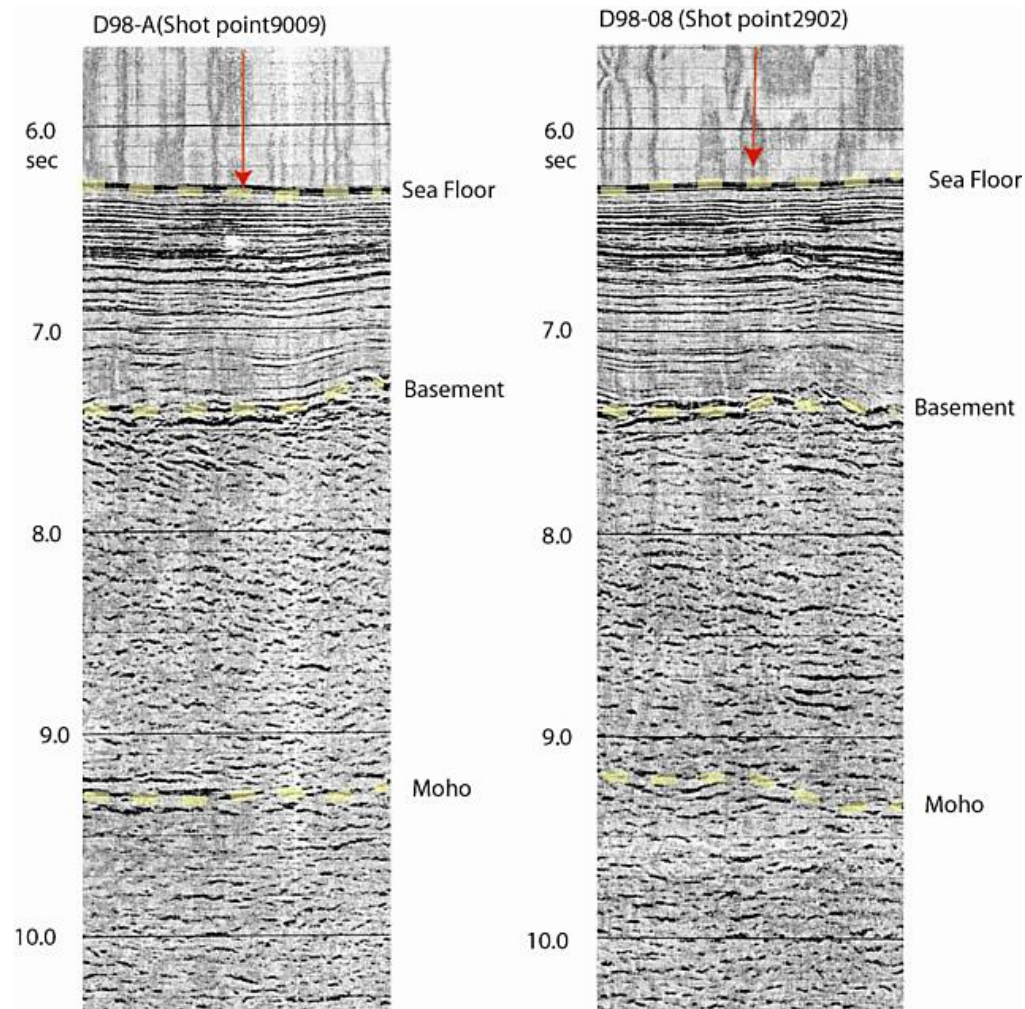 D98-A(Shot point9009)
6.0
sec
Sea Floor
7.0
Basement
8.0
9.0
Moho
10.0
D98-08 (Shot point2902)
6.0
sec
Sea Floor
7.0
Basement
8.0
9.0
Moho
10.0